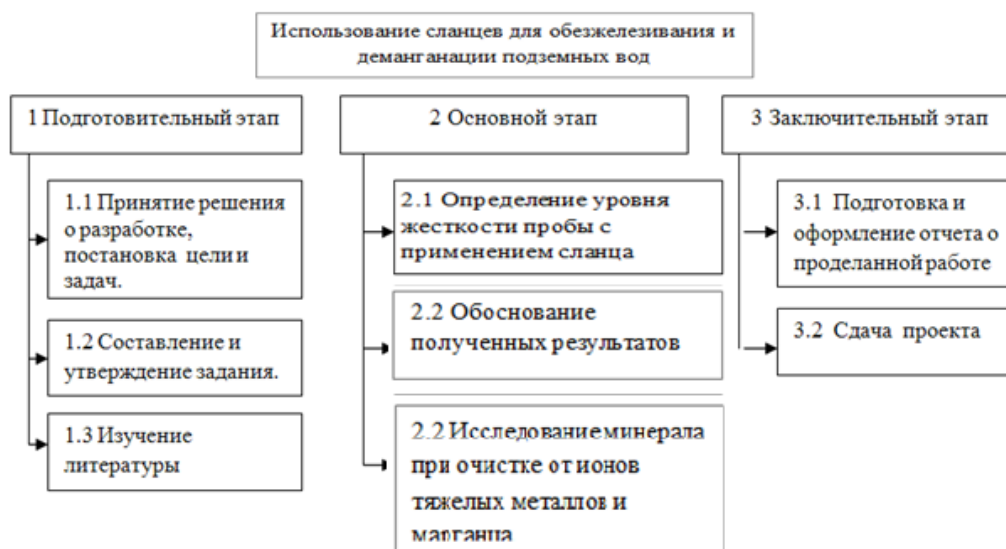 Использование сланцев для обезжелезивания и
деманганации подземных вод
1 Подготовительный этап
1.1 Принятие решения
о разработке,
постановка цели и
задач.
1.2 Составление и
утверждение задания.
1.3 Изучение
литературы
2 Основной этап
2.1 Определение уровня
жесткости пробы с
применением сланца
2.2 Обоснование
полученных результатов
2.2 Исследование минерала
при очистке от ионов
тяжелых металлов и
марганца
3 Заключительный этап
3.1 Подготовка и
оформление отчета о
проделанной работе
3.2 Сдача проекта